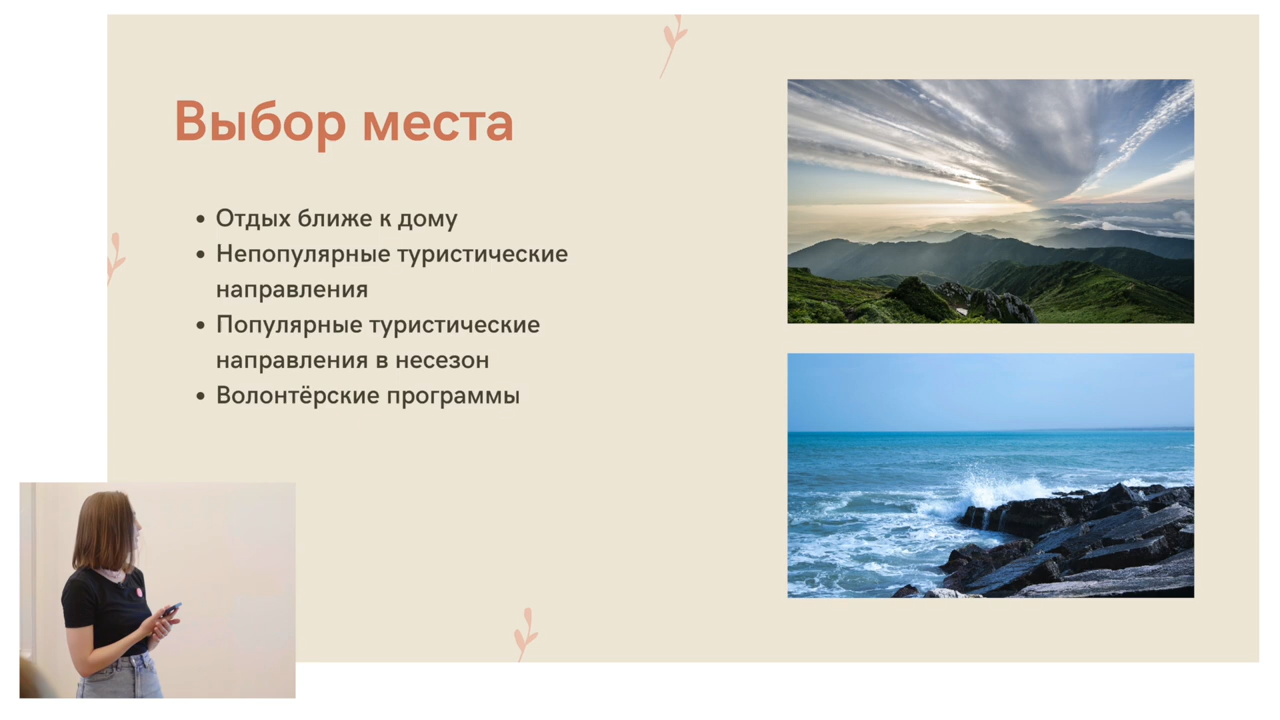 Выбор места
Отдых ближе к дому
Непопулярные туристические
направления
Популярные туристические
направления в несезон
Волонтёрские программы